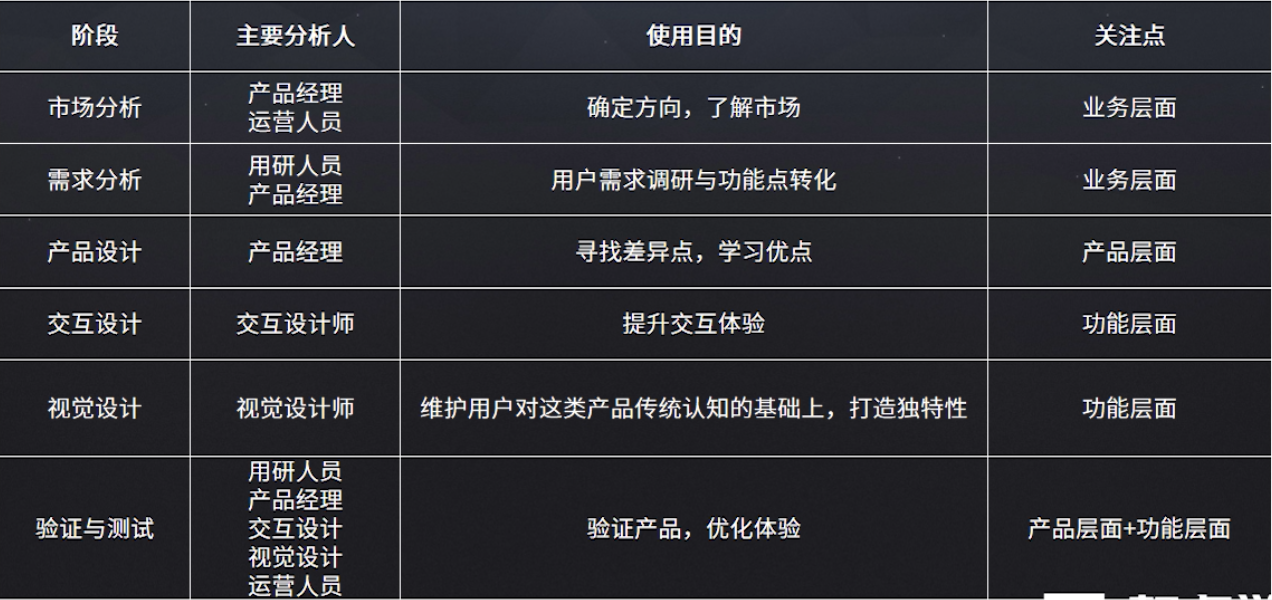 阶段 主要分析人 使用目的 关注点
市场分析 产品经理 确定方向，了解市场 业务层面
运营人员
需求分析 用研人员 用户需求调研与功能点转化 业务层面
产品经理
产品设计 产品经理 寻找差异点，学习优点 产品层面
交互设计 交互设计师 提升交互体验 功能层面
视觉设计 视觉设计师 维护用户对这类产品传统认知的基础上，打造独特性 功能层面
验证与测试 用研人员 验证产品，优化体验 产品层面+功能层面
产品经理
交互设计
视觉设计
运营人员